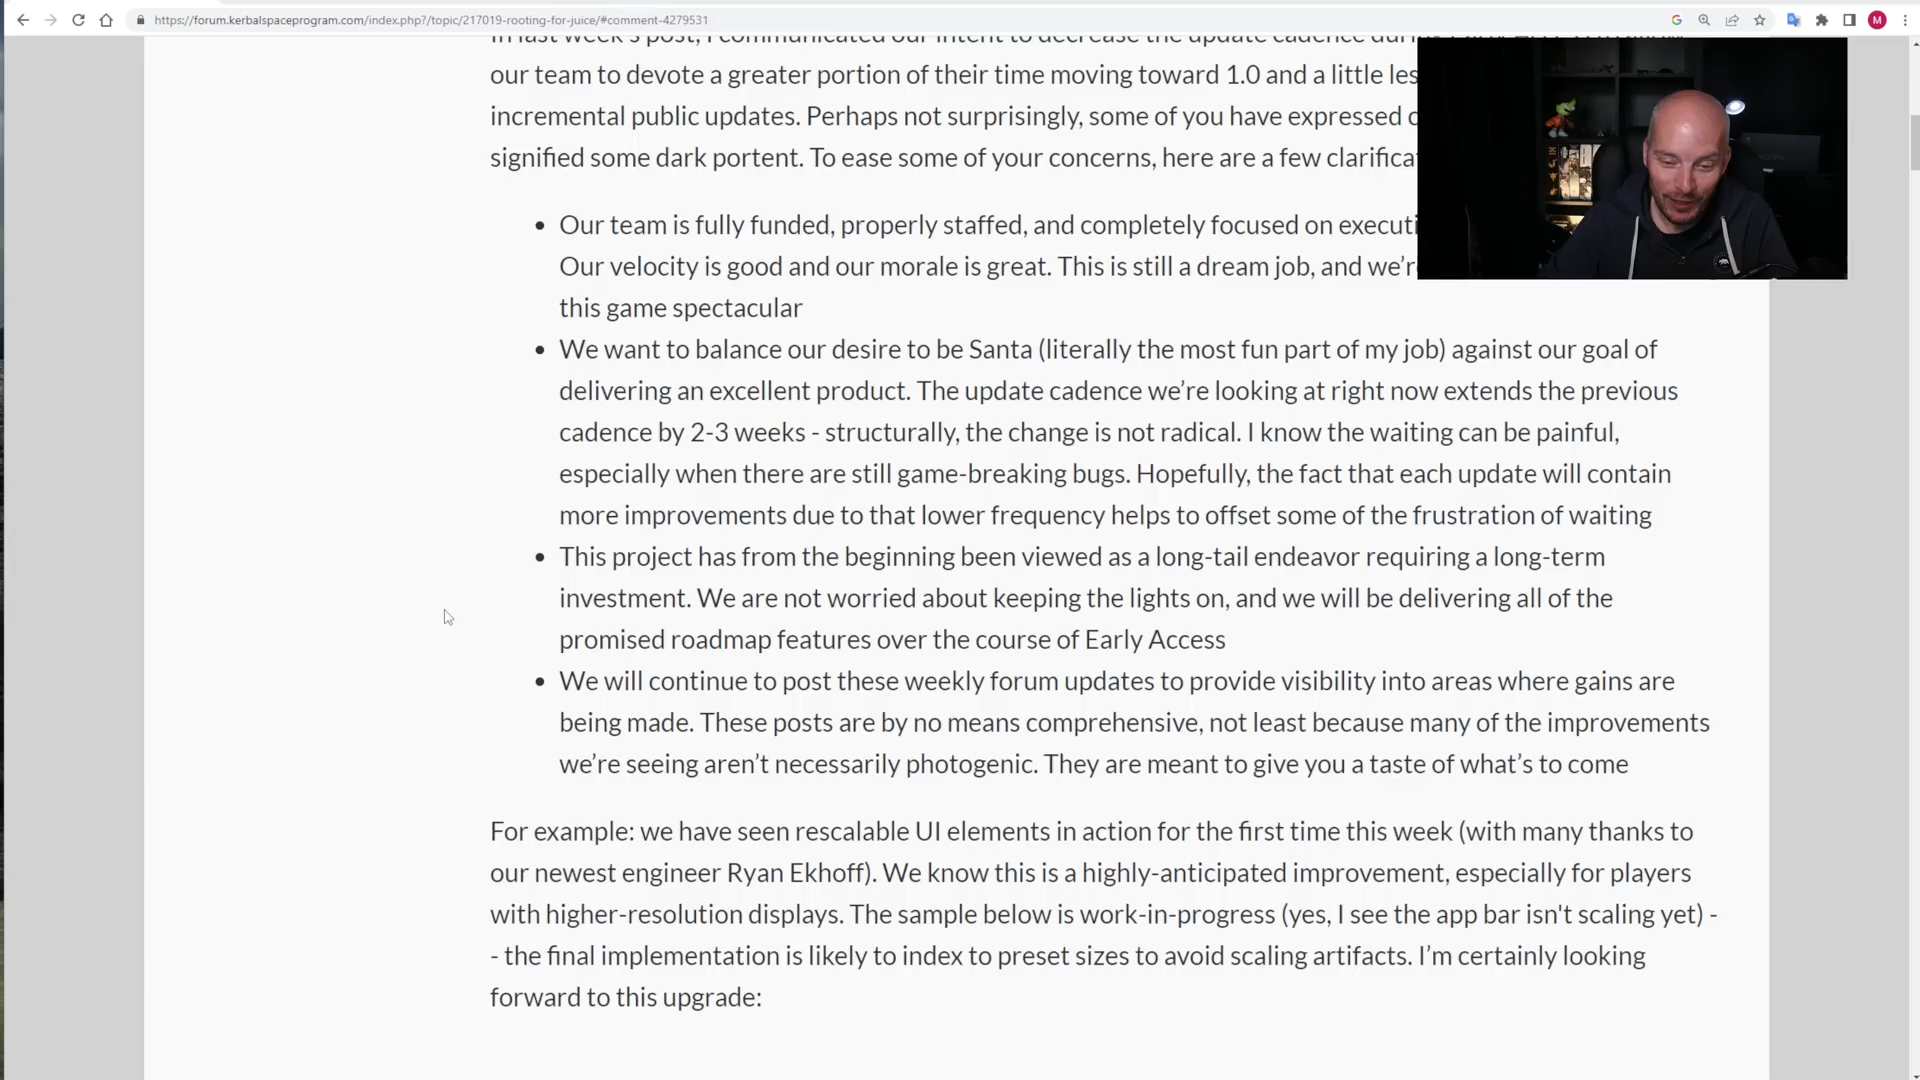 https://forum.kerbalspaceprogram.com/index.php?/topic/217019-rooting-for-juice/#comment-4279531
In last week's post, I communicated our intent to decrease the update cadence during
our team to devote a greater portion of their time moving toward 1.0 and a little les
incremental public updates. Perhaps not surprisingly, some of you have expressed c
signified some dark portent. To ease some of your concerns, here are a few clarificat
• Our team is fully funded, properly staffed, and completely focused on executi
Our velocity is good and our morale is great. This is still a dream job, and we're
this game spectacular
• We want to balance our desire to be Santa (literally the most fun part of my job) against our goal of
delivering an excellent product. The update cadence we're looking at right now extends the previous
cadence by 2-3 weeks - structurally, the change is not radical. I know the waiting can be painful,
especially when there are still game-breaking bugs. Hopefully, the fact that each update will contain
more improvements due to that lower frequency helps to offset some of the frustration of waiting
• This project has from the beginning been viewed as a long-tail endeavor requiring a long-term
investment. We are not worried about keeping the lights on, and we will be delivering all of the
promised roadmap features over the course of Early Access
• We will continue to post these weekly forum updates to provide visibility into areas where gains are
being made. These posts are by no means comprehensive, not least because many of the improvements
we're seeing aren't necessarily photogenic. They are meant to give you a taste of what's to come
For example: we have seen rescalable UI elements in action for the first time this week (with many thanks to
our newest engineer Ryan Ekhoff). We know this is a highly-anticipated improvement, especially for players
with higher-resolution displays. The sample below is work-in-progress (yes, I see the app bar isn't scaling yet) -
- the final implementation is likely to index to preset sizes to avoid scaling artifacts. I'm certainly looking
forward to this upgrade: